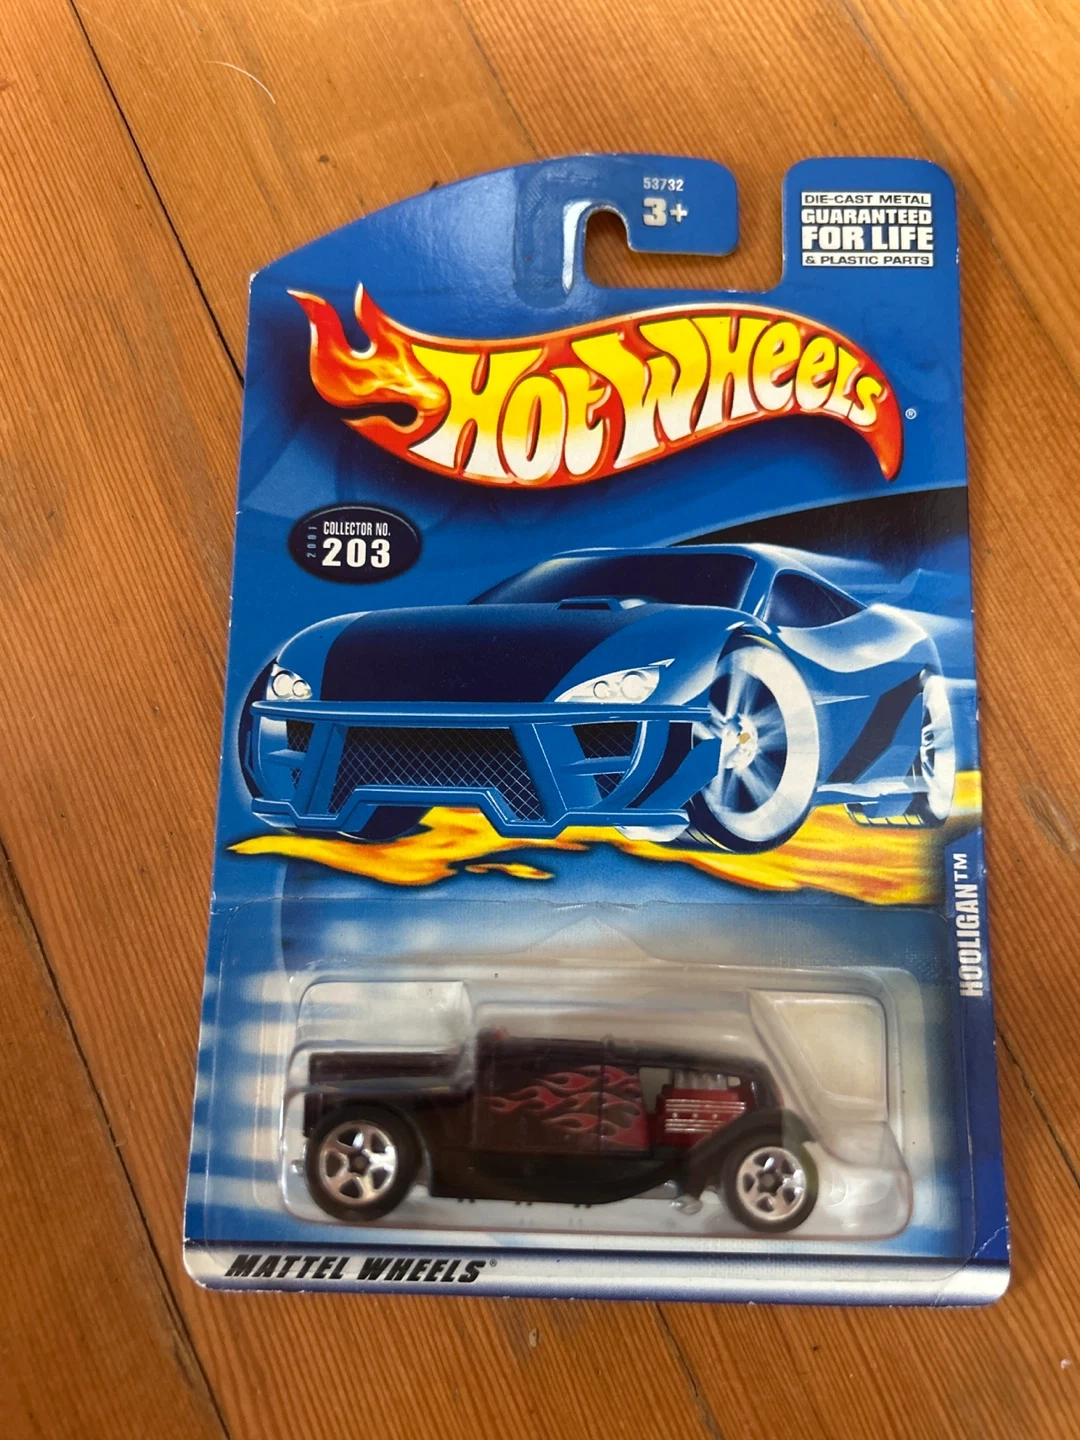 53732
3+
DIE-CAST METAL
GUARANTEED
FOR LIFE
& PLASTIC PARTS
HOT WHEELS®
2001
COLLECTOR NO.
203
HOOLIGAN™
MATTEL WHEELS®